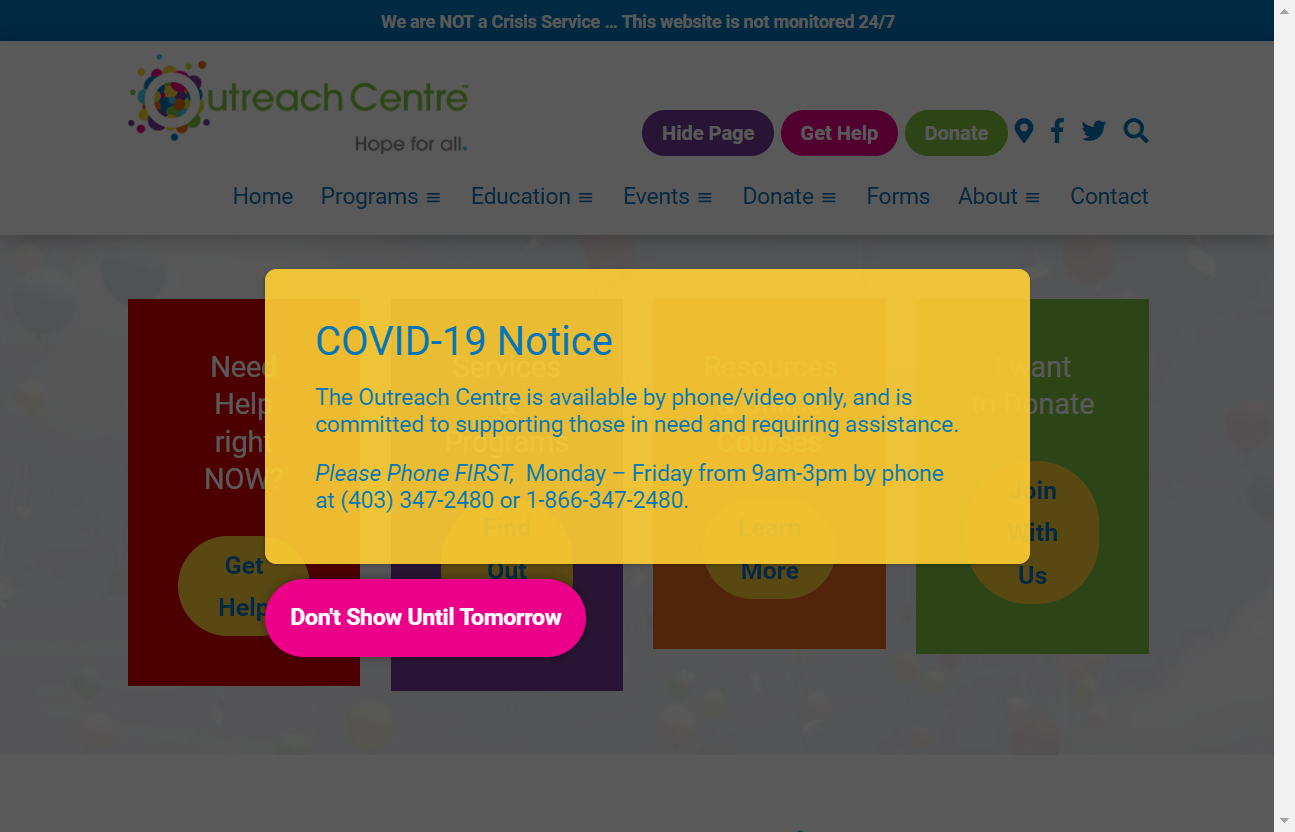 We are NOT a Crisis Service ... This website is not monitored 24/7
utreach Centre™
Hope for all.
Hide Page
Get Help
Donate
Home
Programs
Education
Events
Donate
Forms
About
Contact
COVID-19 Notice
The Outreach Centre is available by phone/video only, and is
committed to supporting those in need and requiring assistance.
Please Phone FIRST, Monday – Friday from 9am-3pm by phone
at (403) 347-2480 or 1-866-347-2480.
Don't Show Until Tomorrow
Need
Help
right
NOW?
Get
Help
Services
&
Programs
Find
Out
Resources
Courses
Learn
More
I want
to Donate
Join
With
Us